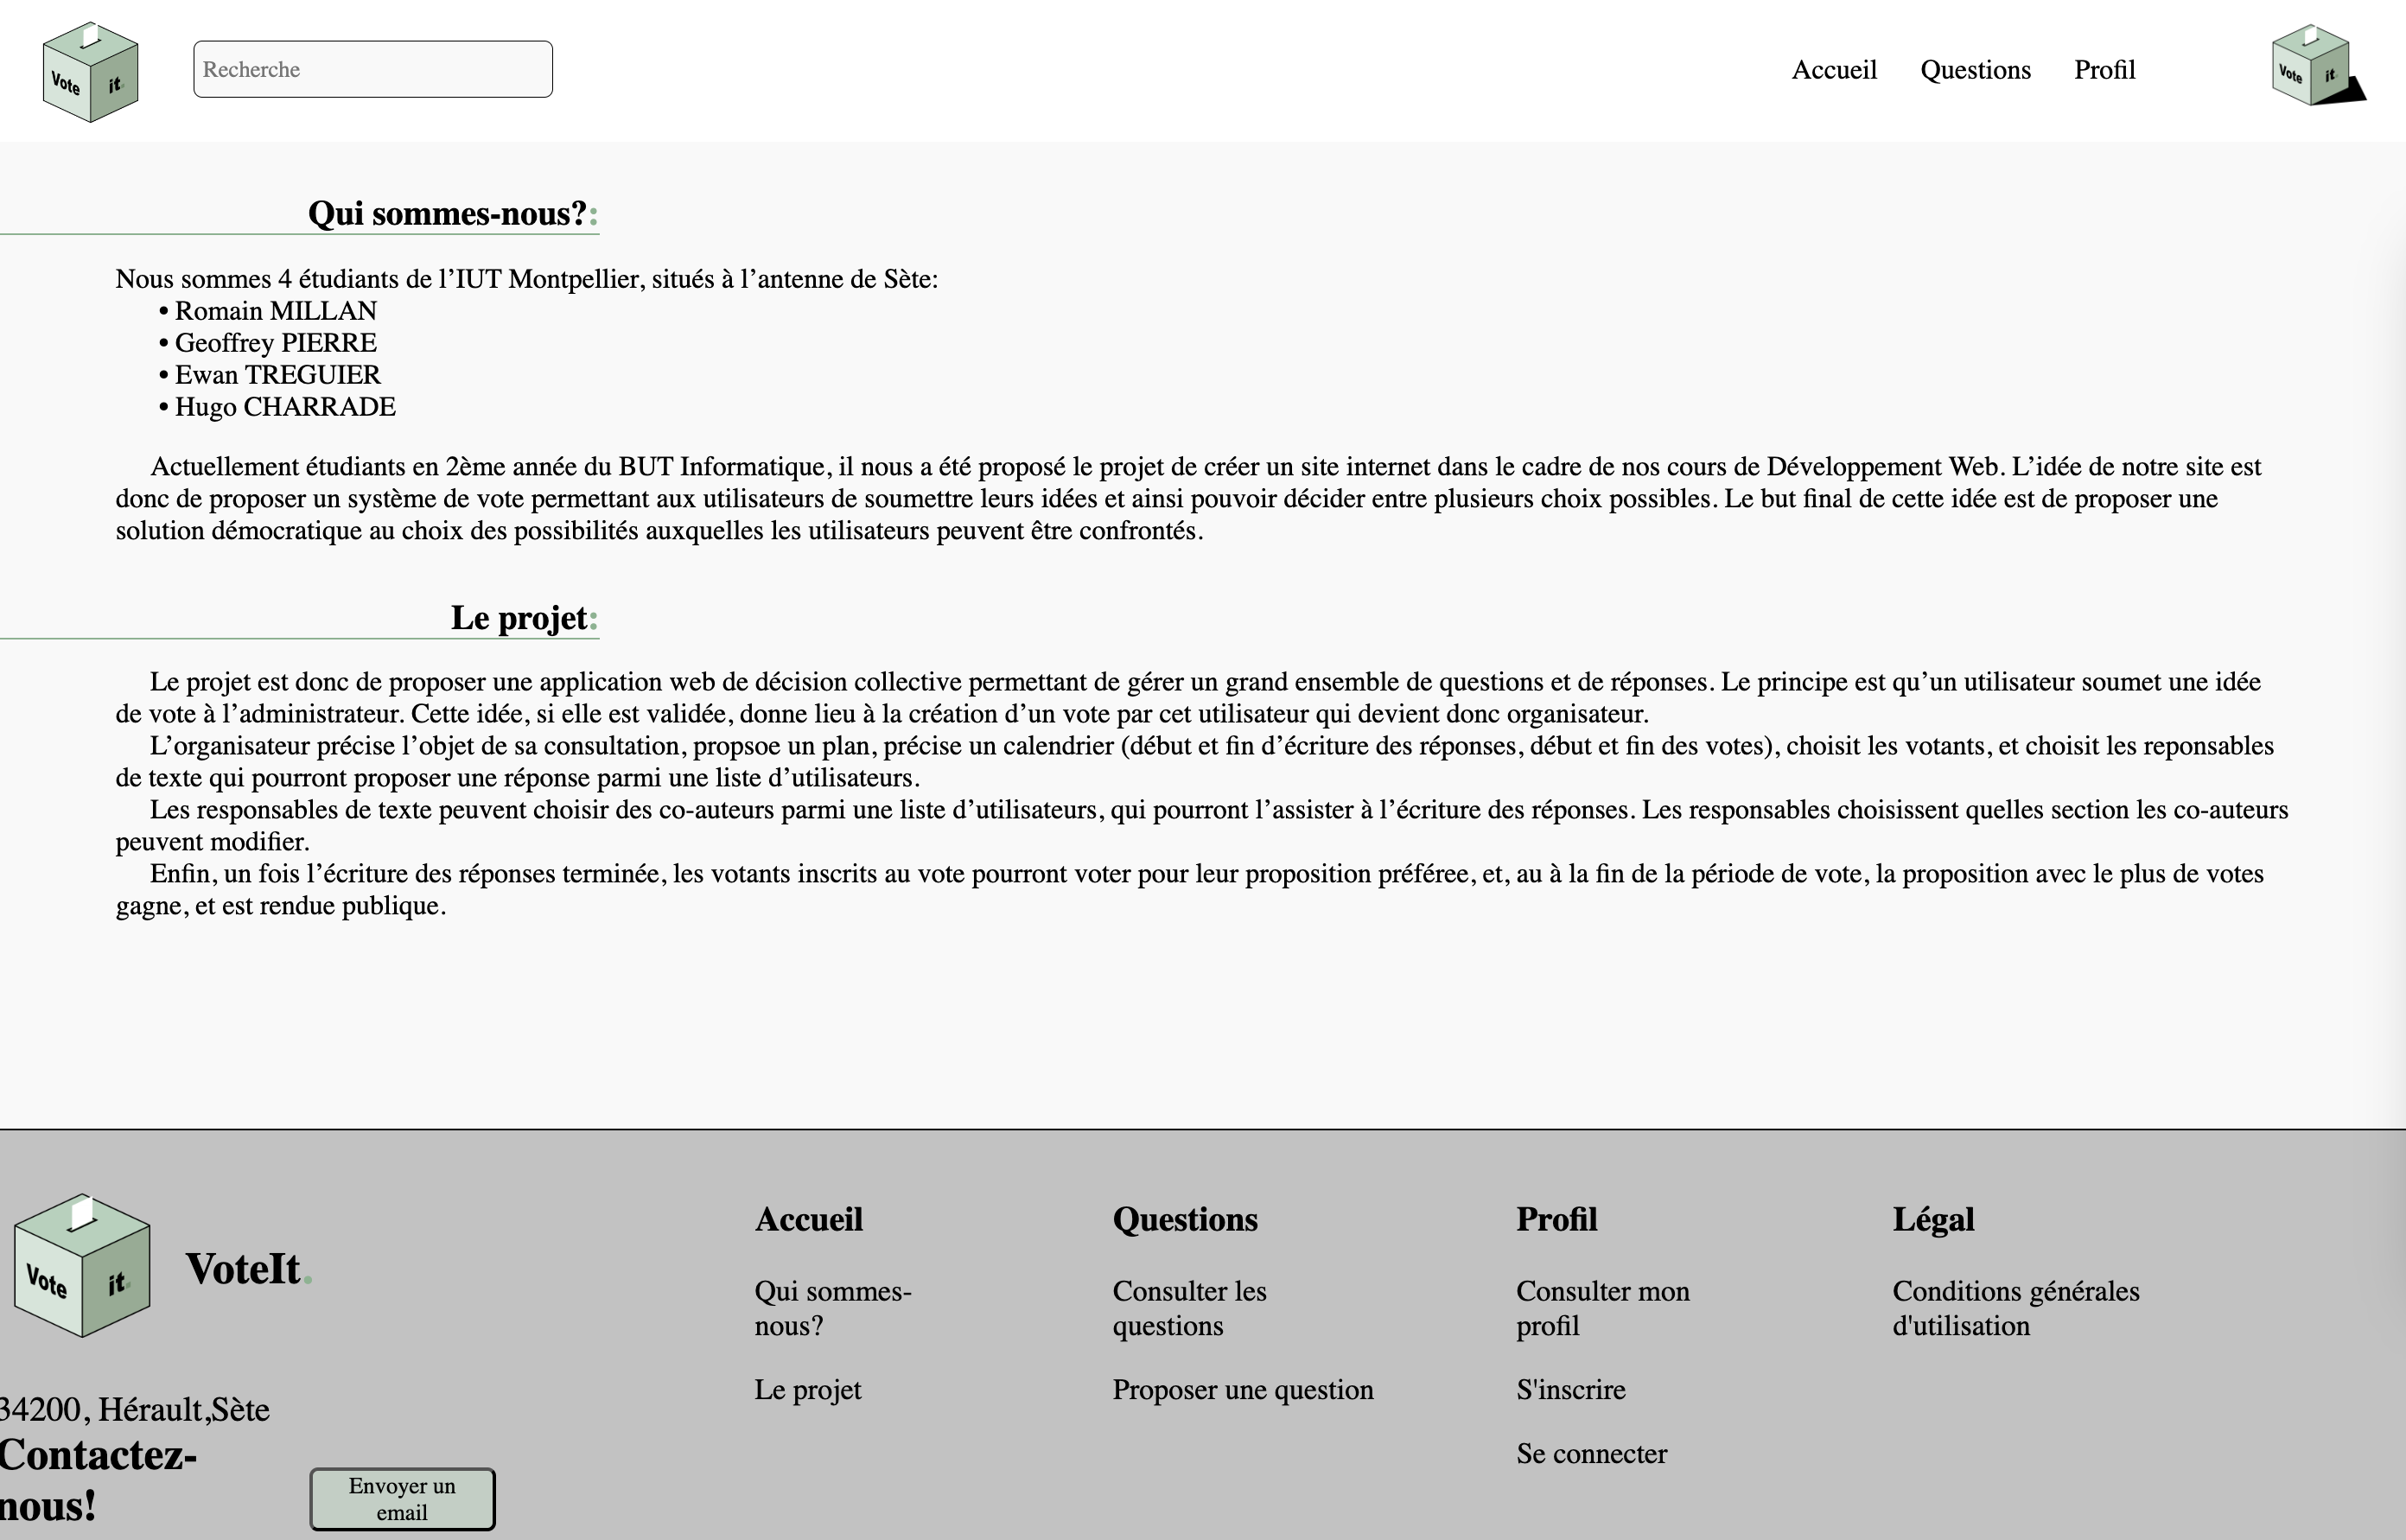 Vote it.
Recherche
Accueil Questions Profil
Vote it
Qui sommes-nous?:
Nous sommes 4 étudiants de l’IUT Montpellier, situés à l’antenne de Sète:
• Romain MILLAN
• Geoffrey PIERRE
• Ewan TREGUIER
• Hugo CHARRADE
Actuellement étudiants en 2ème année du BUT Informatique, il nous a été proposé le projet de créer un site internet dans le cadre de nos cours de Développement Web. L’idée de notre site est
donc de proposer un système de vote permettant aux utilisateurs de soumettre leurs idées et ainsi pouvoir décider entre plusieurs choix possibles. Le but final de cette idée est de proposer une
solution démocratique au choix des possibilités auxquelles les utilisateurs peuvent être confrontés.
Le projet:
Le projet est donc de proposer une application web de décision collective permettant de gérer un grand ensemble de questions et de réponses. Le principe est qu’un utilisateur soumet une idée
de vote à l’administrateur. Cette idée, si elle est validée, donne lieu à la création d’un vote par cet utilisateur qui devient donc organisateur.
L’organisateur précise l’objet de sa consultation, propsoe un plan, précise un calendrier (début et fin d’écriture des réponses, début et fin des votes), choisit les votants, et choisit les reponsables
de texte qui pourront proposer une réponse parmi une liste d’utilisateurs.
Les responsables de texte peuvent choisir des co-auteurs parmi une liste d’utilisateurs, qui pourront l’assister à l’écriture des réponses. Les responsables choisissent quelles section les co-auteurs
peuvent modifier.
Enfin, un fois l’écriture des réponses terminée, les votants inscrits au vote pourront voter pour leur proposition préféree, et, au à la fin de la période de vote, la proposition avec le plus de votes
gagne, et est rendue publique.
Vote it.
VoteIt.
34200, Hérault,Sète
Contactez-
nous!
Envoyer un
email
Accueil
Qui sommes-
nous?
Le projet
Questions
Consulter les
questions
Proposer une question
Profil
Consulter mon
profil
S'inscrire
Se connecter
Légal
Conditions générales
d'utilisation